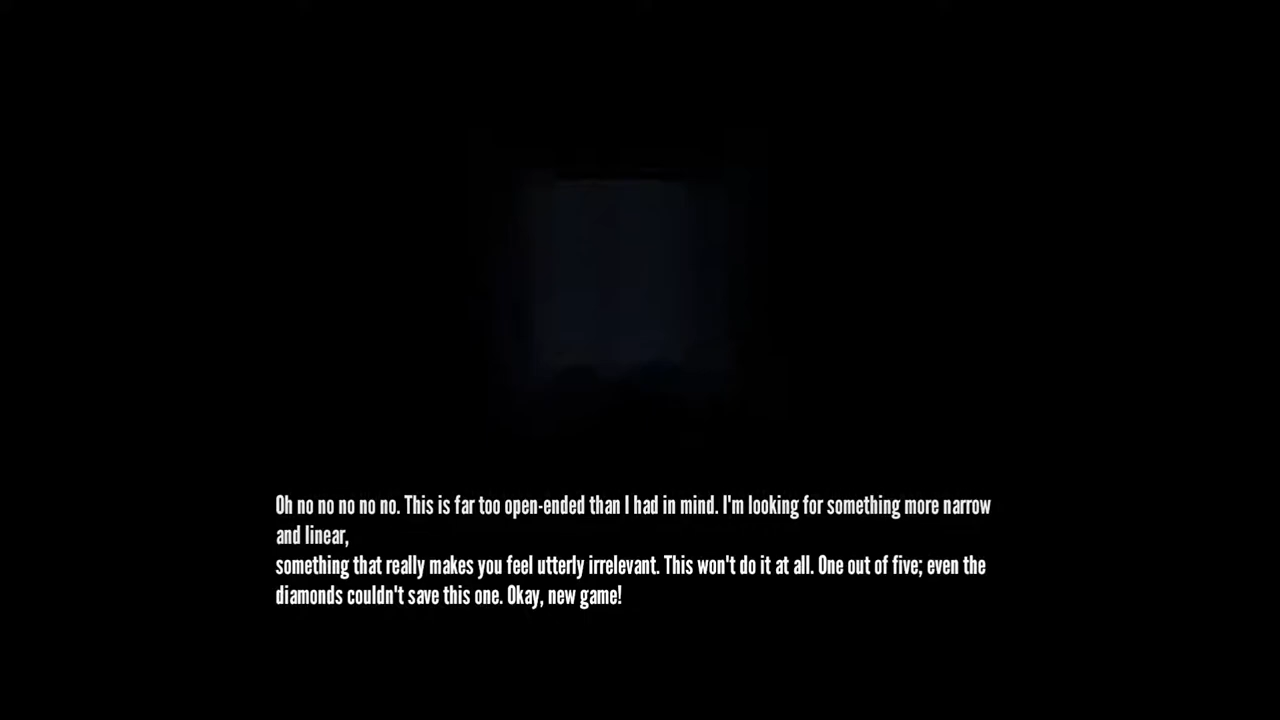 Oh no no no no no. This is far too open-ended than I had in mind. I'm looking for something more narrow
and linear,
something that really makes you feel utterly irrelevant. This won't do it at all. One out of five; even the
diamonds couldn't save this one. Okay, new game!